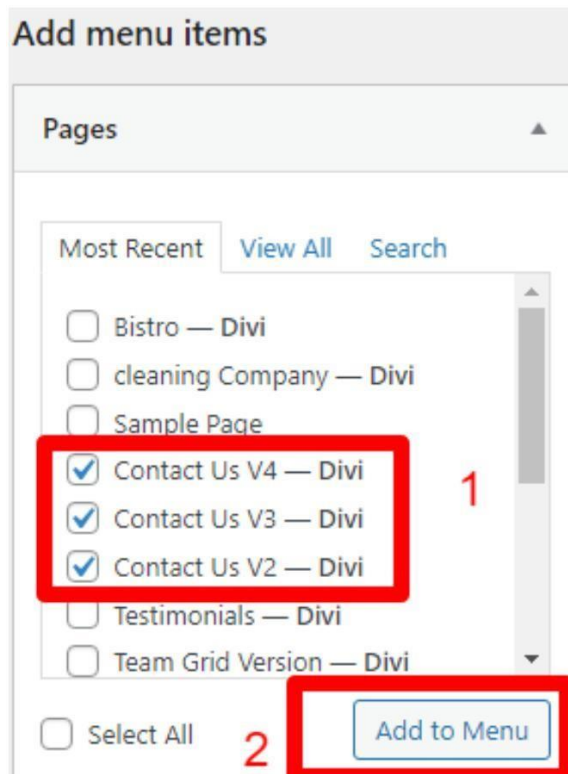 Add menu items
Pages
Most Recent View All Search
Bistro — Divi
cleaning Company — Divi
Sample Page
Contact Us V4 — Divi
1
Contact Us V3 — Divi
Contact Us V2 — Divi
Testimonials — Divi
Team Grid Version — Divi
Select All
2
Add to Menu